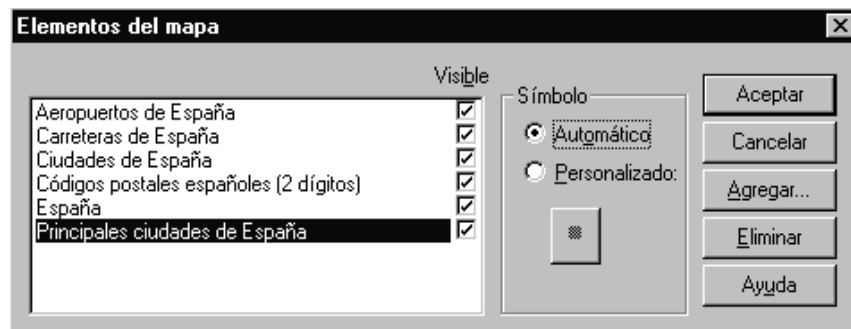 Elementos del mapa
Visible
Aeropuertos de España
Carreteras de España
Ciudades de España
Códigos postales españoles (2 dígitos)
España
Principales ciudades de España
Símbolo
Automático
Personalizado:
Aceptar
Cancelar
Agregar...
Eliminar
Ayuda